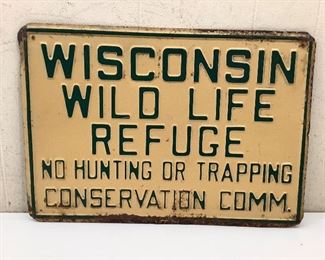 WISCONSIN
WILD LIFE
REFUGE
NO HUNTING OR TRAPPING
CONSERVATION COMM.